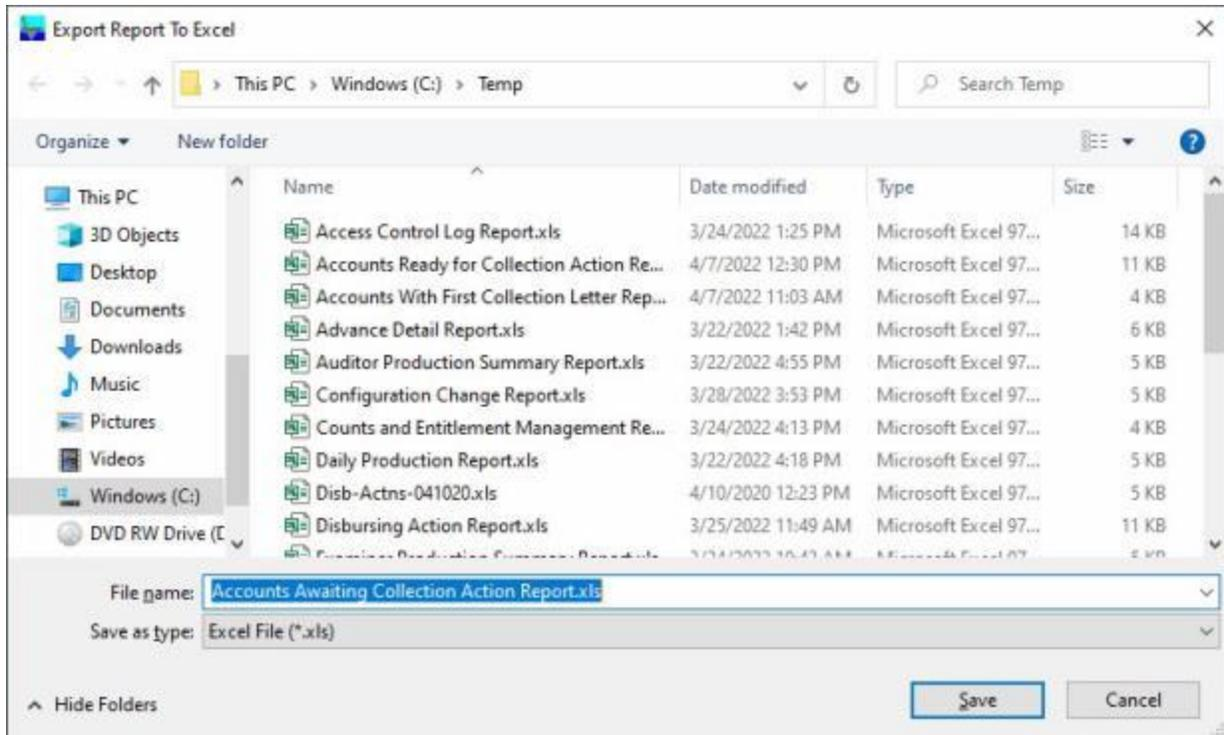 Export Report To Excel
This PC > Windows (C:) > Temp
Search Temp
Organize
New folder
Name Date modified Type Size
This PC
3D Objects
Desktop
Documents
Downloads
Music
Pictures
Videos
Windows (C:)
DVD RW Drive (D
Access Control Log Report.xls 3/24/2022 1:25 PM Microsoft Excel 97... 14 KB
Accounts Ready for Collection Action Re... 4/7/2022 12:30 PM Microsoft Excel 97... 11 KB
Accounts With First Collection Letter Rep... 4/7/2022 11:03 AM Microsoft Excel 97... 4 KB
Advance Detail Report.xls 3/22/2022 1:42 PM Microsoft Excel 97... 6 KB
Auditor Production Summary Report.xls 3/22/2022 4:55 PM Microsoft Excel 97... 5 KB
Configuration Change Report.xls 3/28/2022 3:53 PM Microsoft Excel 97... 5 KB
Counts and Entitlement Management Re... 3/24/2022 4:13 PM Microsoft Excel 97... 4 KB
Daily Production Report.xls 3/22/2022 4:18 PM Microsoft Excel 97... 5 KB
Disb-Actns-041020.xls 4/10/2020 12:23 PM Microsoft Excel 97... 5 KB
Disbursing Action Report.xls 3/25/2022 11:49 AM Microsoft Excel 97... 11 KB
File name: Accounts Awaiting Collection Action Report.xls
Save as type: Excel File (*.xls)
Hide Folders
Save
Cancel